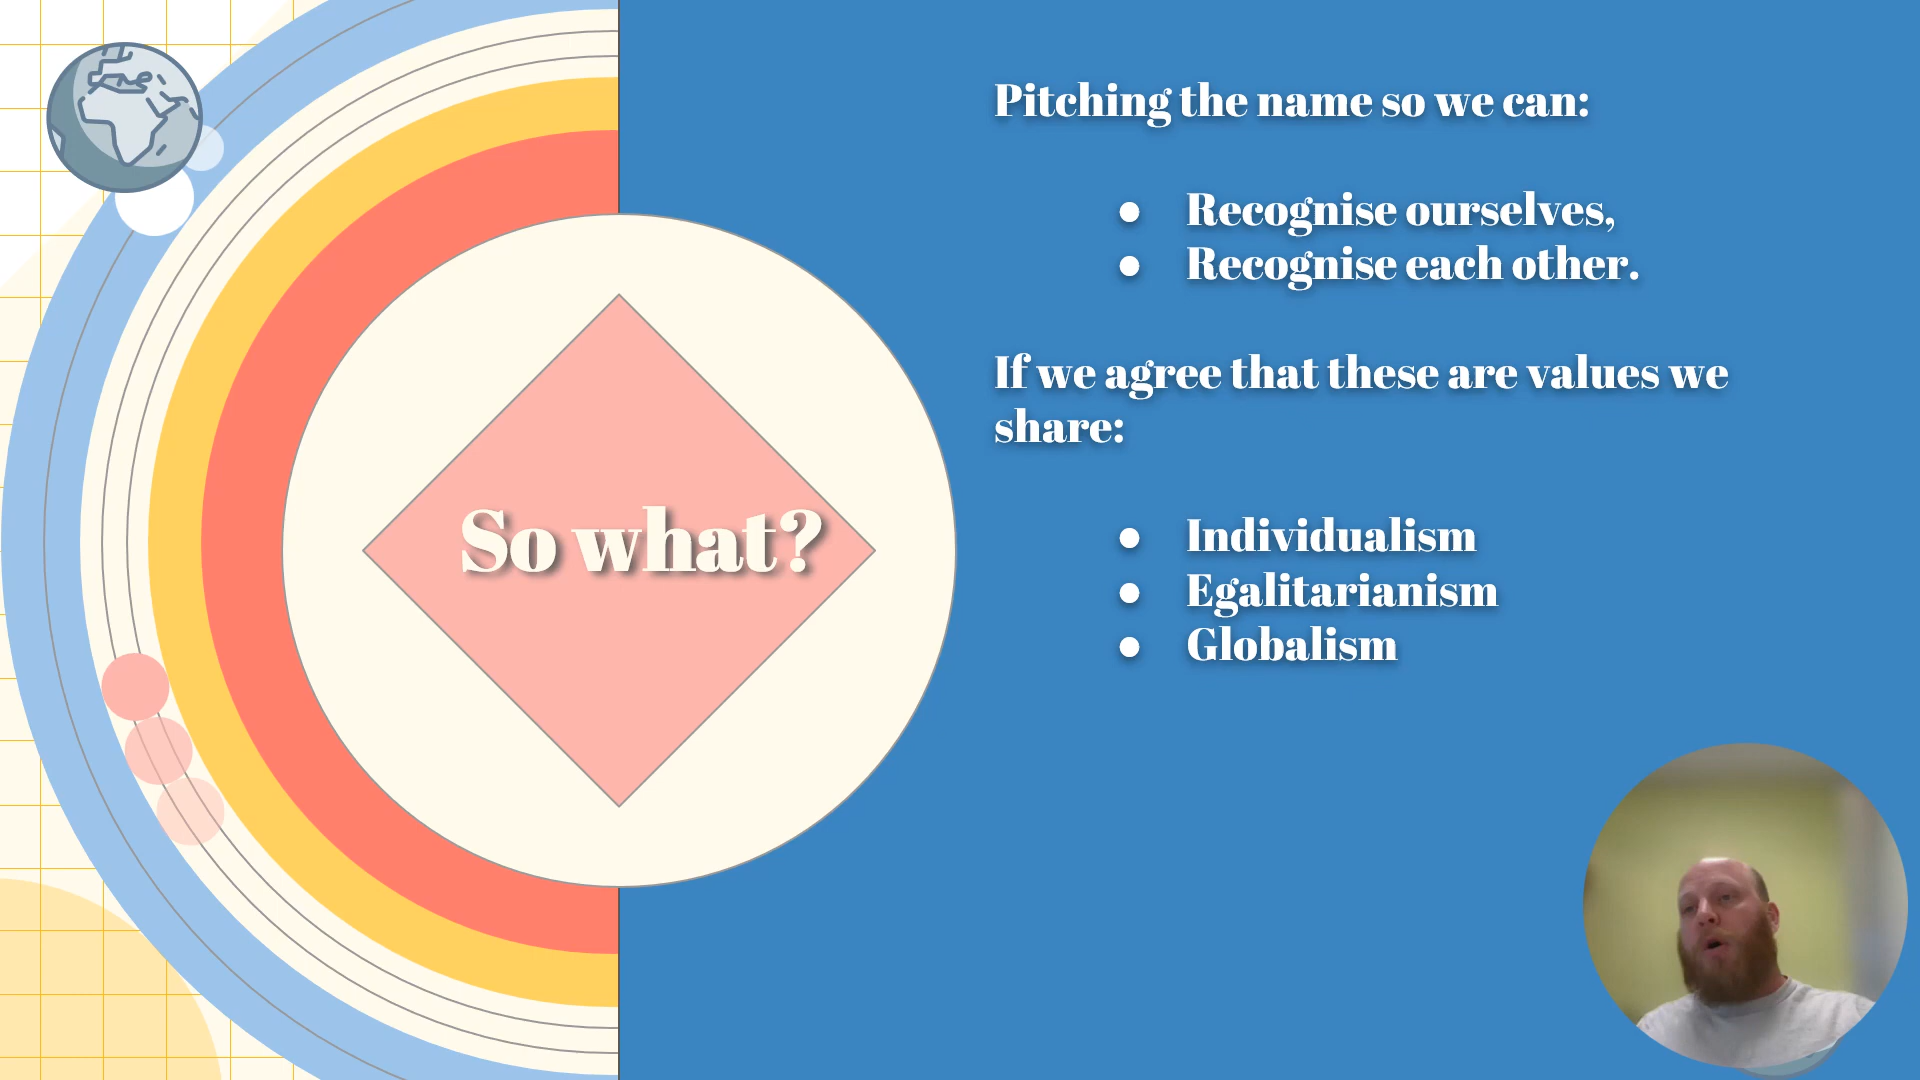 So what?
Pitching the name so we can:
● Recognise ourselves,
● Recognise each other.
If we agree that these are values we
share:
● Individualism
● Egalitarianism
● Globalism